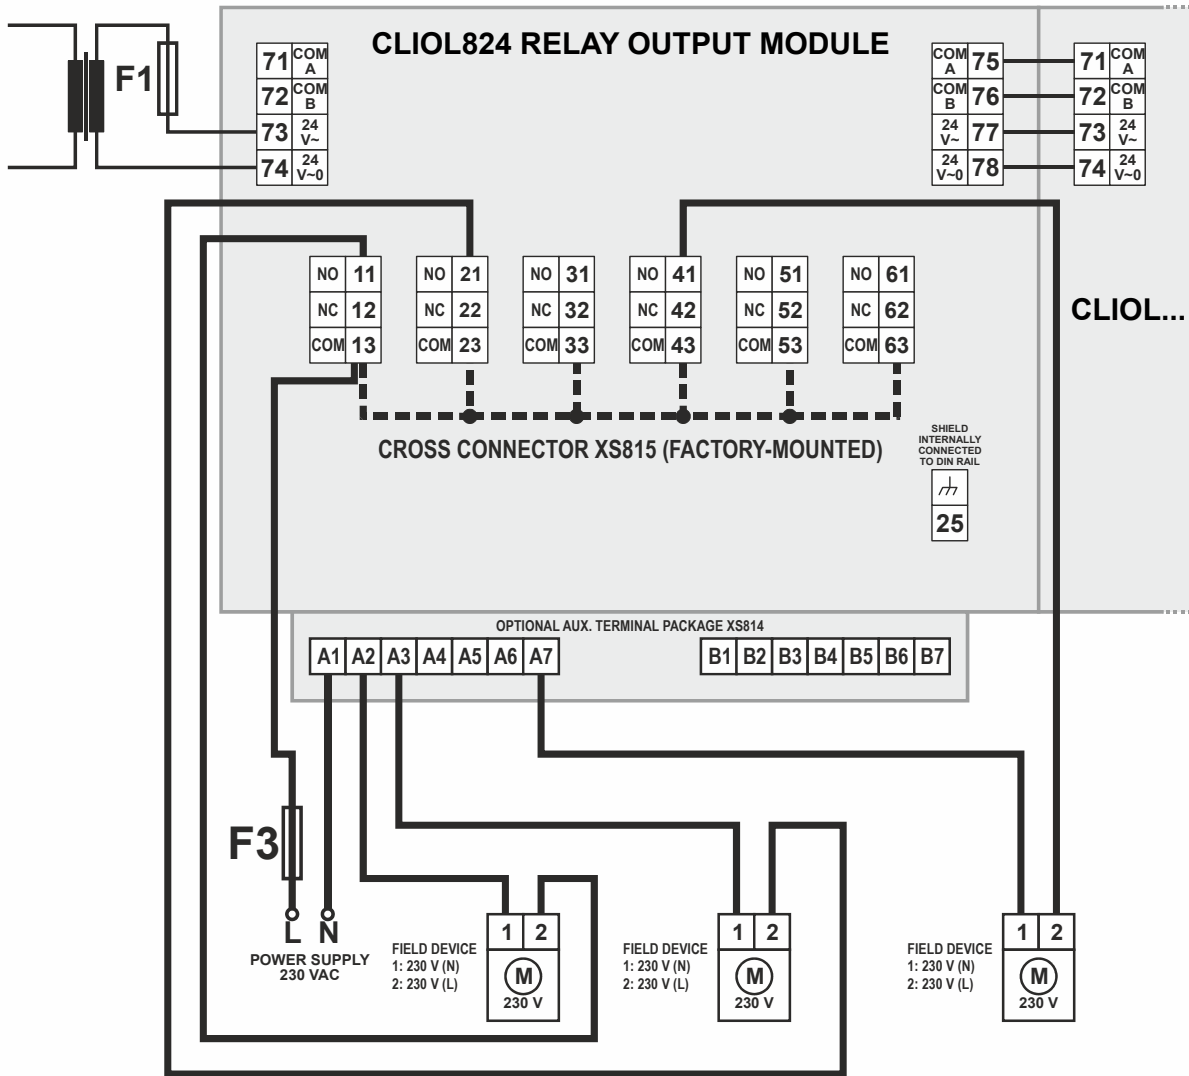 CLIOL824 RELAY OUTPUT MODULE
F1
71 COM A
72 COM B
73 24 V~
74 24 V~0
COM A 75
COM B 76
24 V~ 77
24 V~0 78
71 COM A
72 COM B
73 24 V~
74 24 V~0
NO 11
NC 12
COM 13
NO 21
NC 22
COM 23
NO 31
NC 32
COM 33
NO 41
NC 42
COM 43
NO 51
NC 52
COM 53
NO 61
NC 62
COM 63
CLIOL...
CROSS CONNECTOR XS815 (FACTORY-MOUNTED)
SHIELD
INTERNALLY
CONNECTED
TO DIN RAIL
25
OPTIONAL AUX. TERMINAL PACKAGE XS814
A1 A2 A3 A4 A5 A6 A7
B1 B2 B3 B4 B5 B6 B7
F3
L N
POWER SUPPLY
230 VAC
FIELD DEVICE
1: 230 V (N)
2: 230 V (L)
1 2
M
230 V
FIELD DEVICE
1: 230 V (N)
2: 230 V (L)
1 2
M
230 V
FIELD DEVICE
1: 230 V (N)
2: 230 V (L)
1 2
M
230 V